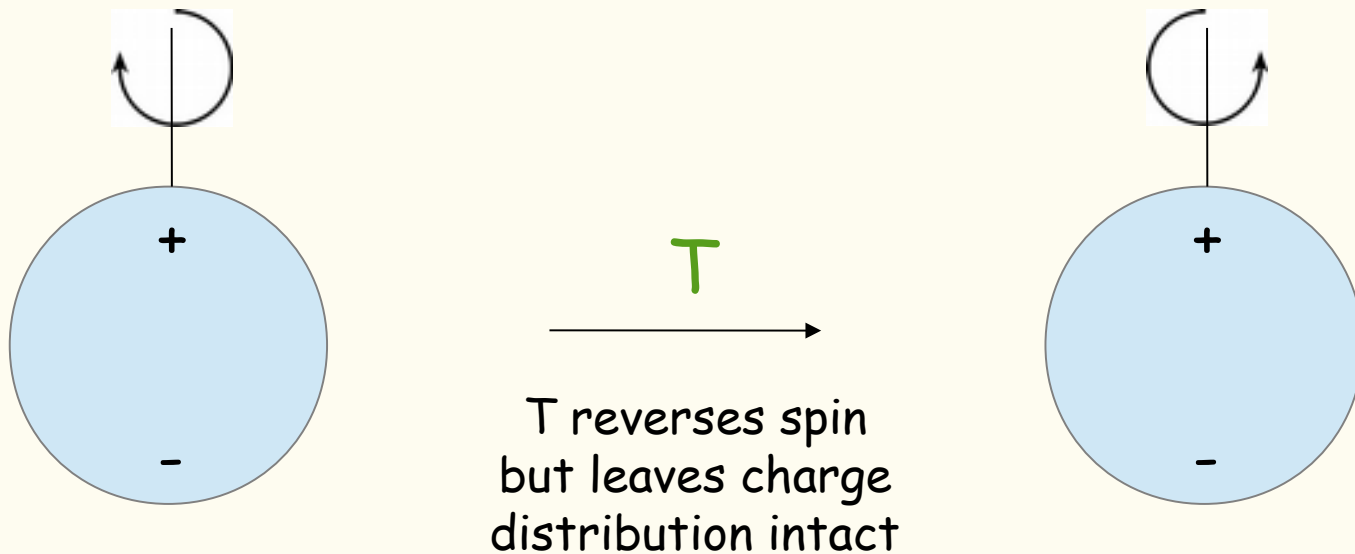 + +
T
T reverses spin
but leaves charge
distribution intact
- -